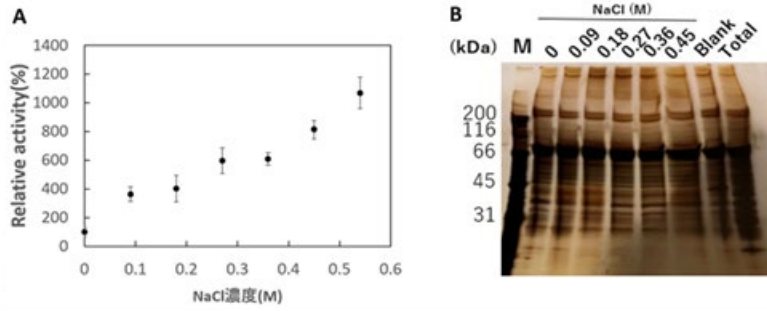 A
1400
1200
1000
800
600
400
200
0
Relative activity(%)
0 0.1 0.2 0.3 0.4 0.5 0.6
NaCl濃度(M)
B
NaCl (M)
(kDa) M 0 0.09 0.18 0.27 0.36 0.45 Blank Total
200
116
66
45
31